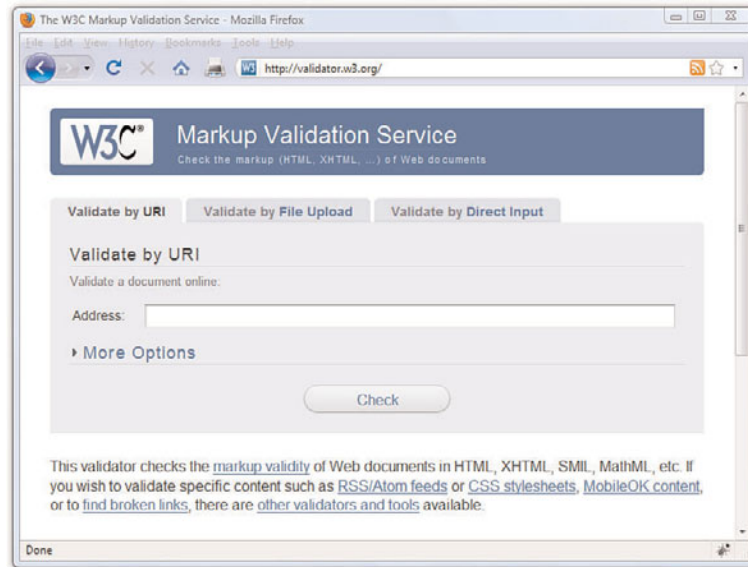 The W3C Markup Validation Service - Mozilla Firefox
File Edit View History Bookmarks Tools Help
W3 http://validator.w3.org/
W3C® Markup Validation Service
Check the markup (HTML, XHTML, ...) of Web documents
Validate by URI Validate by File Upload Validate by Direct Input
Validate by URI
Validate a document online:
Address:
More Options
Check
This validator checks the markup validity of Web documents in HTML, XHTML, SMIL, MathML, etc. If
you wish to validate specific content such as RSS/Atom feeds or CSS stylesheets, MobileOK content,
or to find broken links, there are other validators and tools available.
Done